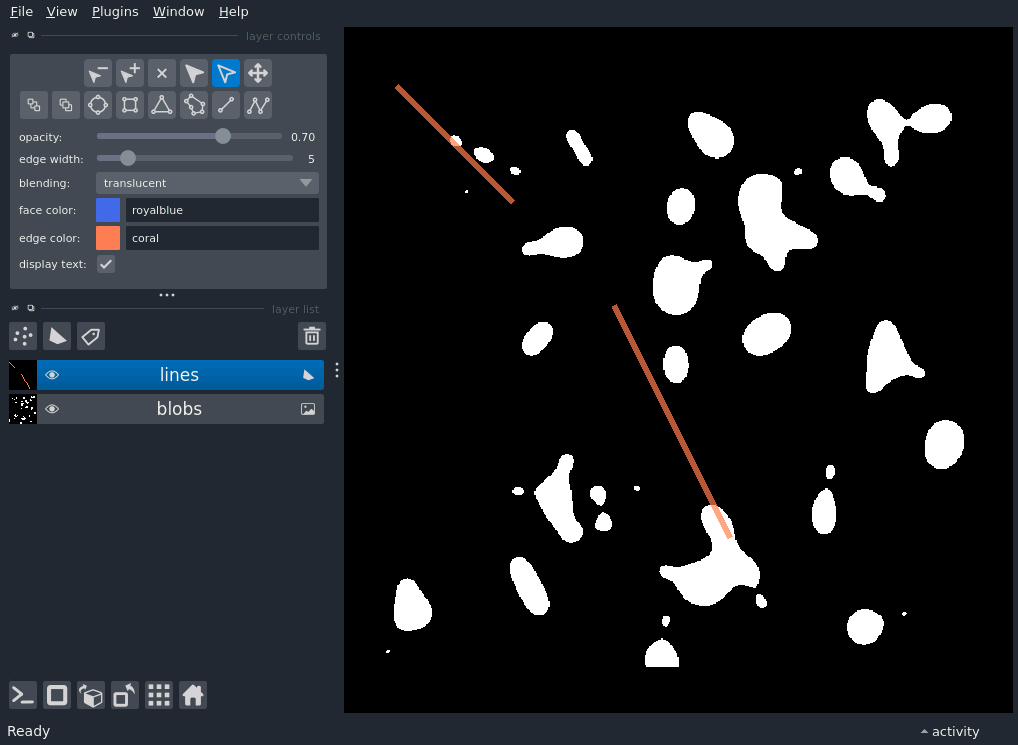 File View Plugins Window Help
layer controls
opacity: 0.70
edge width: 5
blending: translucent
face color: royalblue
edge color: coral
display text:
layer list
lines
blobs
Ready activity